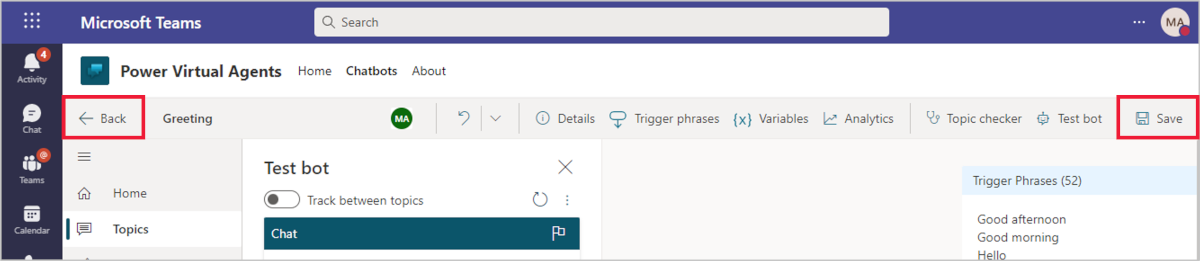 Microsoft Teams
Search
MA
4
Activity
Power Virtual Agents Home Chatbots About
Chat
Back Greeting MA Details Trigger phrases {x} Variables Analytics Topic checker Test bot Save
@
Teams
Test bot
Home
Track between topics
Trigger Phrases (52)
Calendar
Topics
Chat
Good afternoon
Good morning
Hello